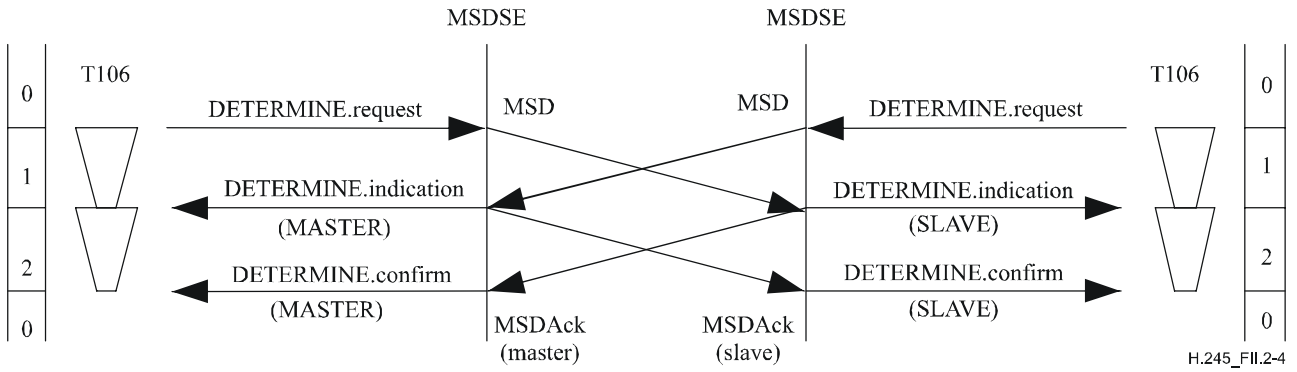 MSDSE MSDSE
T106 T106
0 0
DETERMINE.request MSD MSD DETERMINE.request
1 1
DETERMINE.indication DETERMINE.indication
(MASTER) (SLAVE)
2 2
DETERMINE.confirm DETERMINE.confirm
(MASTER) (SLAVE)
0 0
MSDAck MSDAck
(master) (slave)
H.245_FII.2-4